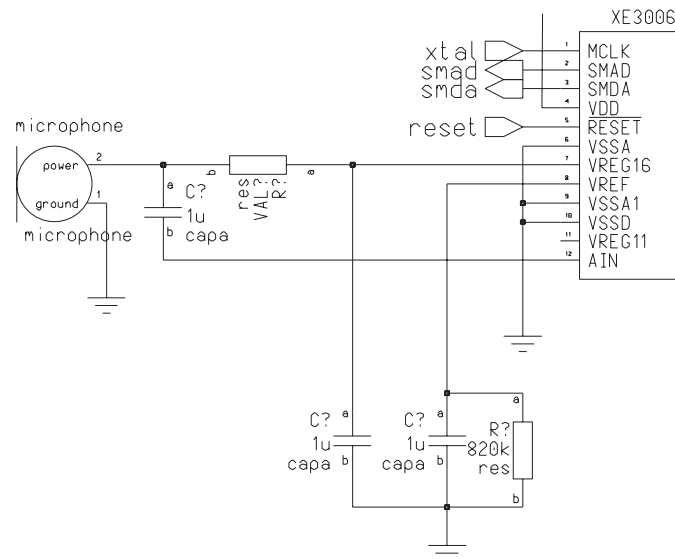 XE3006
xtal
1
MCLK
smad
2
SMAD
smda
3
SMDA
4
VDD
reset
5
RESET
6
VSSA
microphone
power
2
b
res
VAL?
R?
a
7
VREG16
8
VREF
ground
1
a
C?
1u
b
capa
9
VSSA1
10
VSSD
microphone
11
VREG11
12
AIN
C?
a
1u
b
capa
C?
a
1u
b
capa
a
R?
820k
res
b